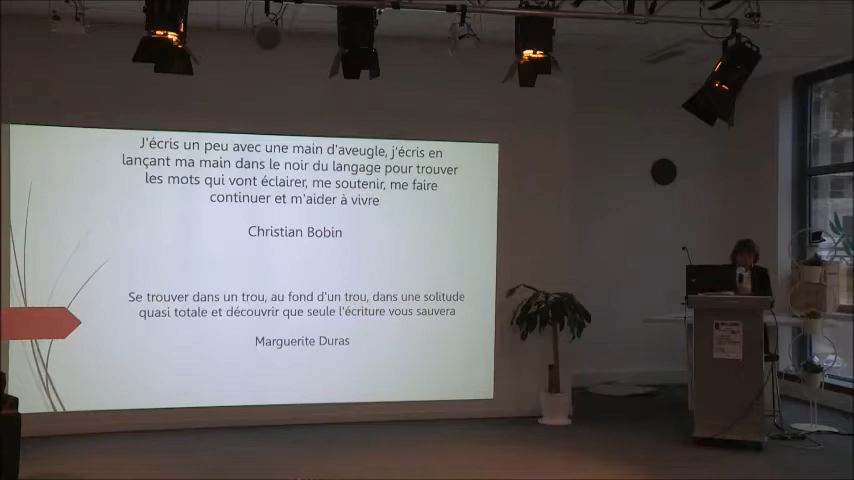 J'écris un peu avec une main d'aveugle, j'écris en
lançant ma main dans le noir du langage pour trouver
les mots qui vont éclairer, me soutenir, me faire
continuer et m'aider à vivre
Christian Bobin
Se trouver dans un trou, au fond d'un trou, dans une solitude
quasi totale et découvrir que seule l'écriture vous sauvera
Marguerite Duras